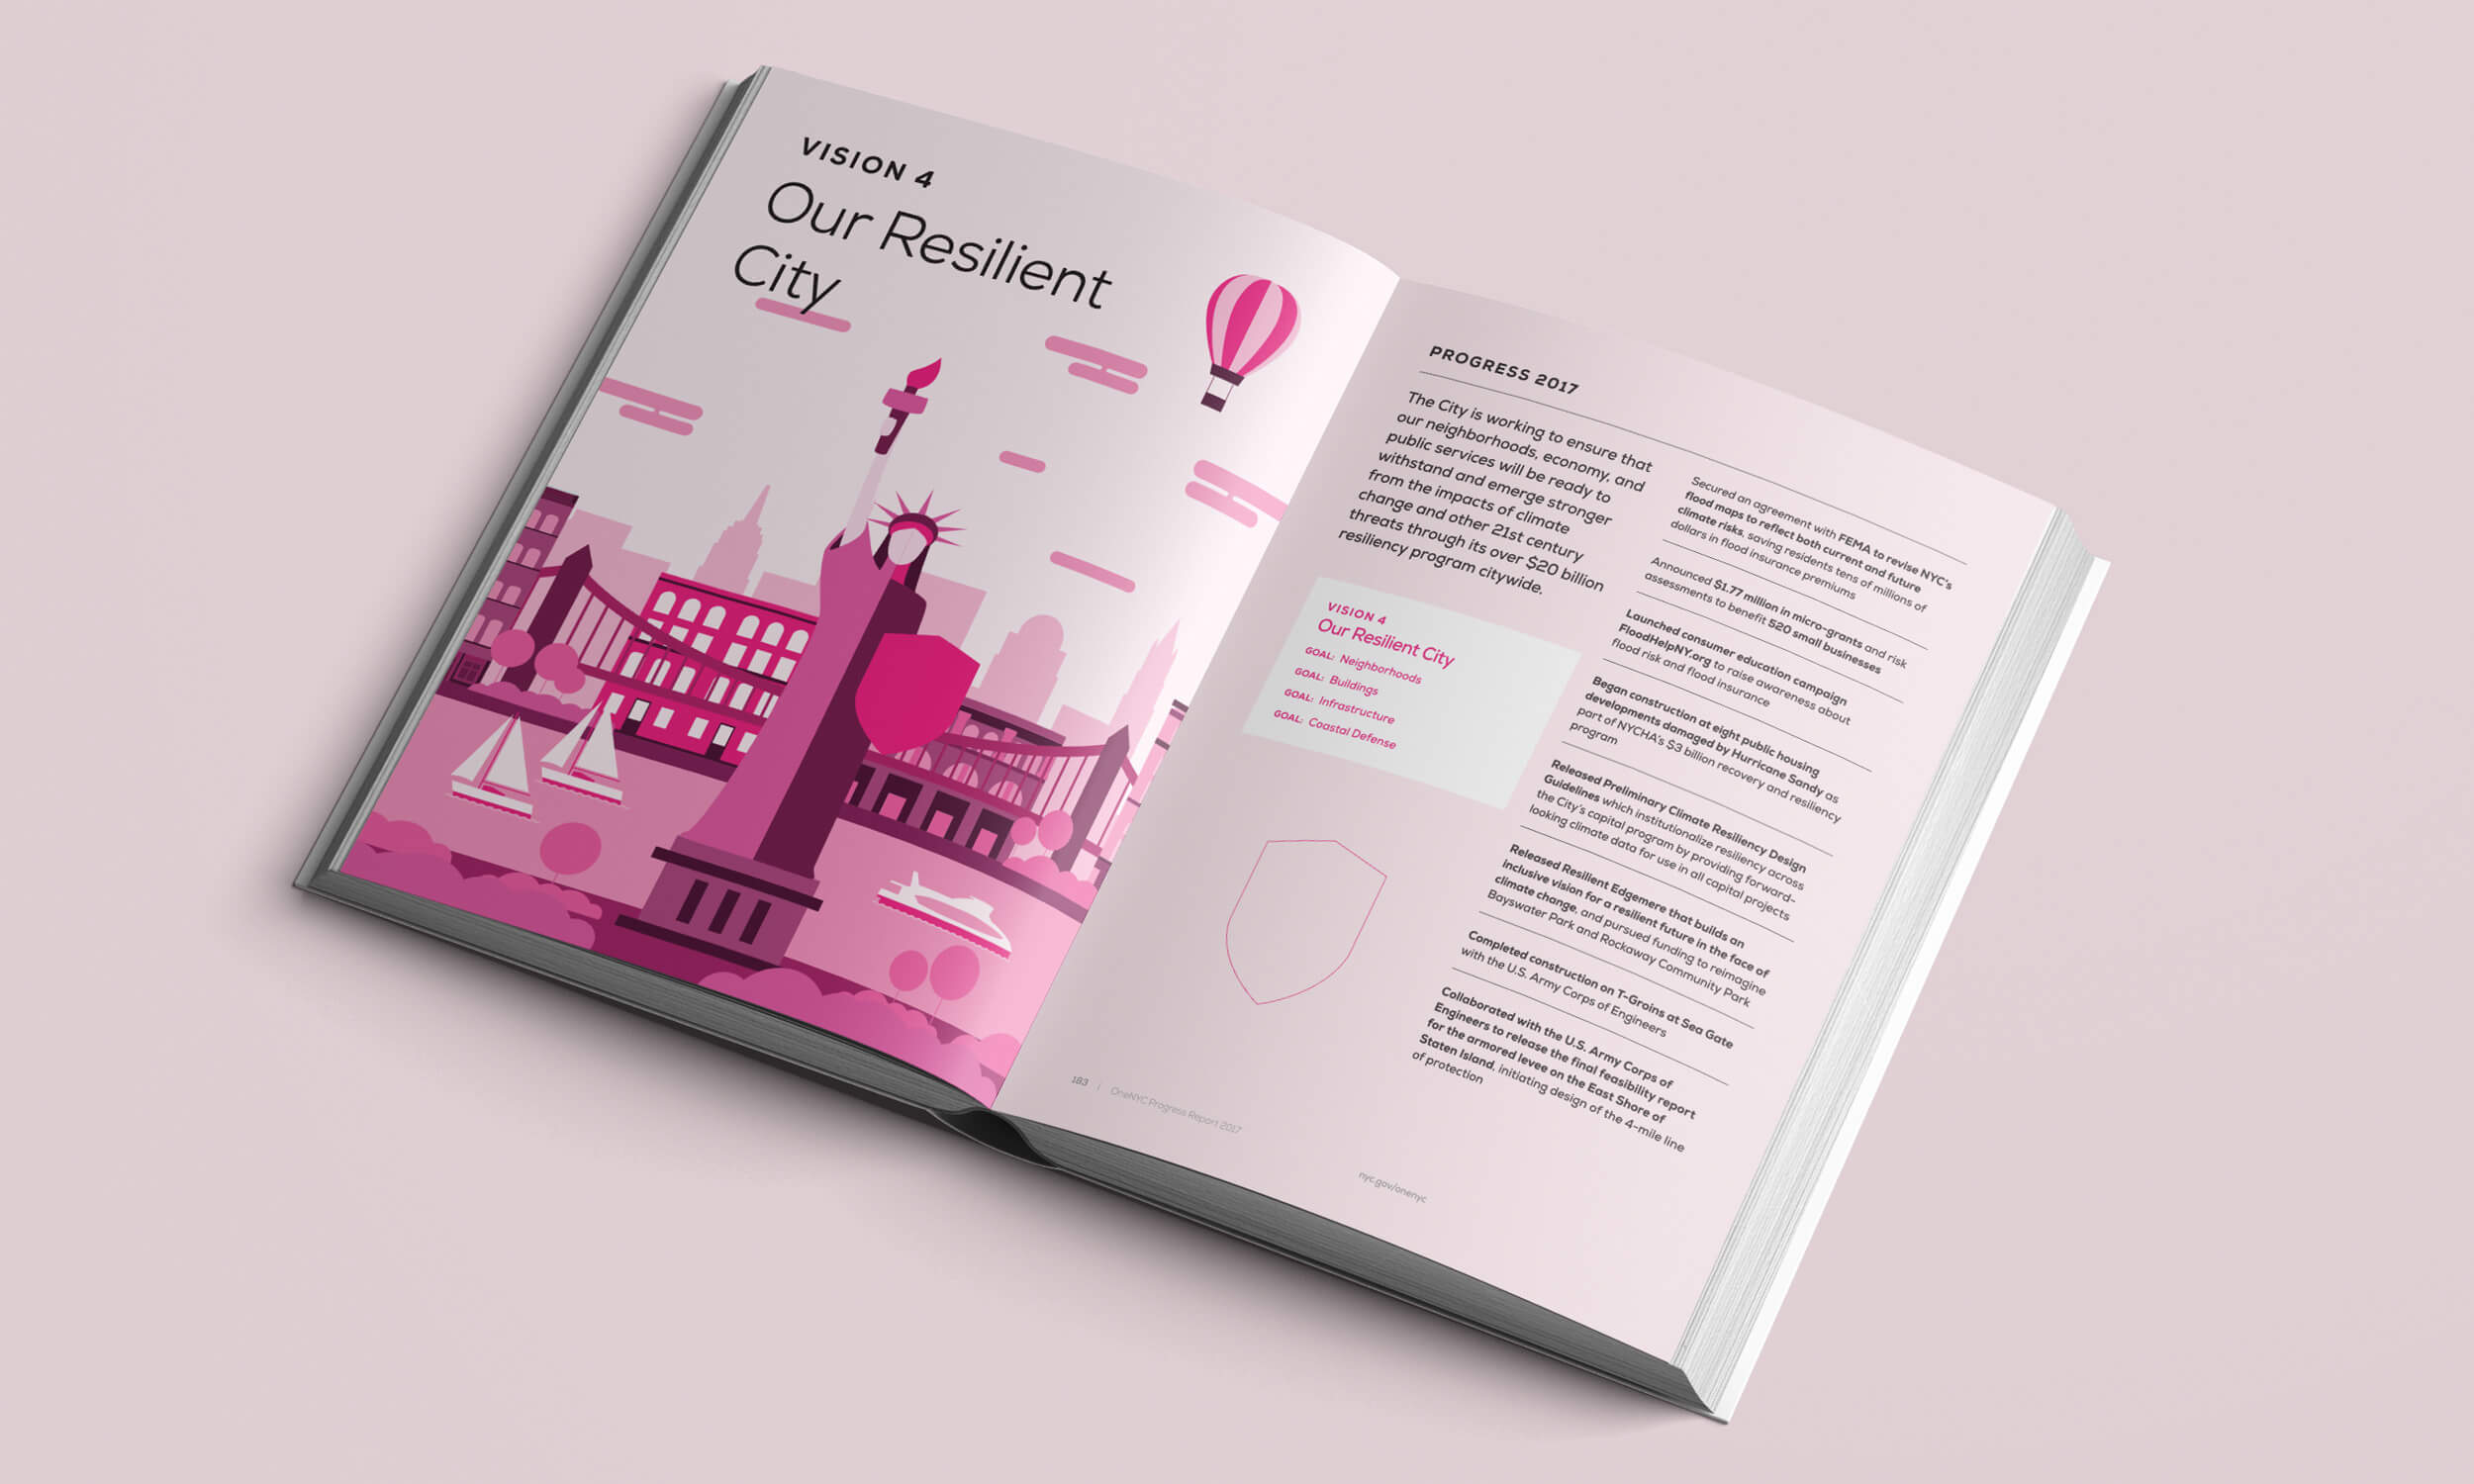 VISION 4
Our Resilient
City
PROGRESS 2017
The City is working to ensure that
our neighborhoods, economy, and
public services will be ready to
withstand and emerge stronger
from the impacts of climate
change and other 21st century
threats through its over $20 billion
resiliency program citywide.
VISION 4
Our Resilient City
GOAL: Neighborhoods
GOAL: Buildings
GOAL: Infrastructure
GOAL: Coastal Defense
Secured an agreement with FEMA to revise NYC's
flood maps to reflect both current and future
climate risks, saving residents tens of millions of
dollars in flood insurance premiums
Announced $1.77 million in micro-grants and risk
assessments to benefit 520 small businesses
Launched consumer education campaign
FloodHelpNY.org to raise awareness about
flood risk and flood insurance
Began construction at eight public housing
developments damaged by Hurricane Sandy as
part of NYCHA's $3 billion recovery and resiliency
program
Released Preliminary Climate Resiliency Design
Guidelines which institutionalize resiliency across
the City's capital program by providing forward-
looking climate data for use in all capital projects
Released Resilient Edgemere that builds an
inclusive vision for a resilient future in the face of
climate change, and pursued funding to reimagine
Bayswater Park and Rockaway Community Park
Completed construction on T-Groins at Sea Gate
with the U.S. Army Corps of Engineers
Collaborated with the U.S. Army Corps of
Engineers to release the final feasibility report
for the armored levee on the East Shore of
Staten Island, initiating design of the 4-mile line
of protection
183 | OneNYC Progress Report 2017
nyc.gov/onenyc